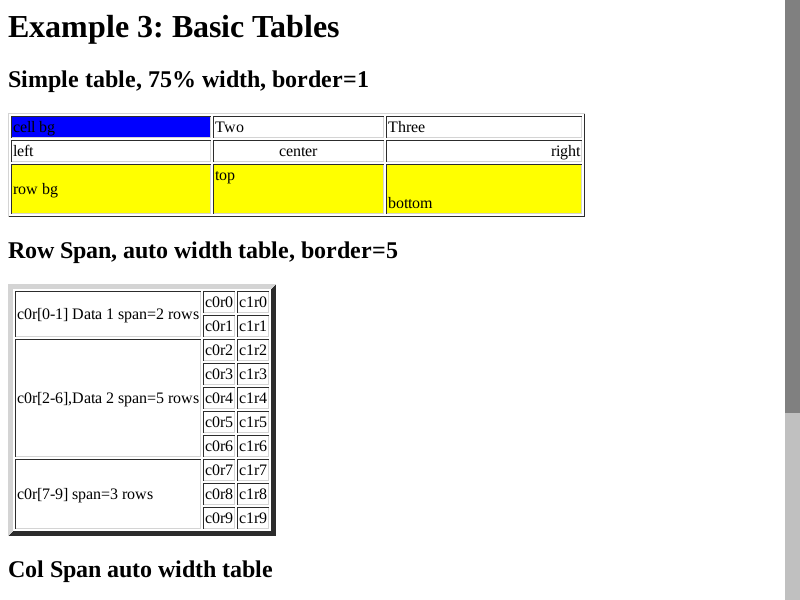 Example 3: Basic Tables
Simple table, 75% width, border=1
cell bg Two Three
left center right
row bg top bottom
Row Span, auto width table, border=5
c0r[0-1] Data 1 span=2 rows c0r0 c1r0
c0r1 c1r1
c0r[2-6],Data 2 span=5 rows c0r2 c1r2
c0r3 c1r3
c0r4 c1r4
c0r5 c1r5
c0r6 c1r6
c0r[7-9] span=3 rows c0r7 c1r7
c0r8 c1r8
c0r9 c1r9
Col Span auto width table